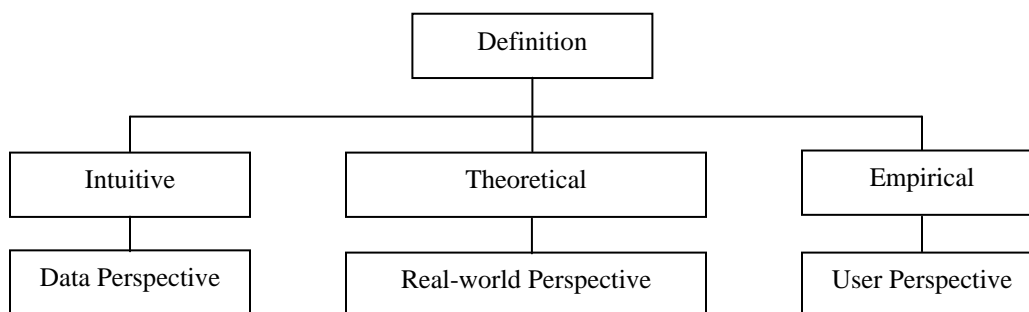 Definition
Intuitive
Theoretical
Empirical
Data Perspective
Real-world Perspective
User Perspective